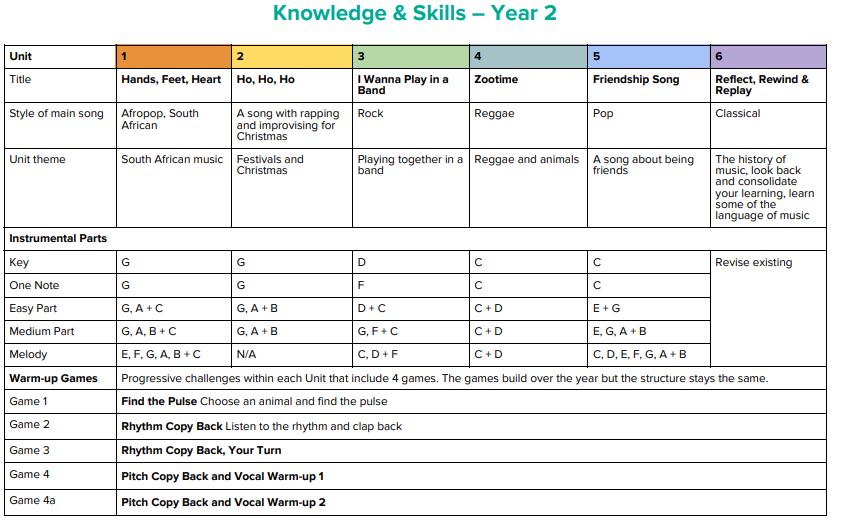 Knowledge & Skills – Year 2
Unit 1 2 3 4 5 6
Title Hands, Feet, Heart Ho, Ho, Ho I Wanna Play in a Band Zootime Friendship Song Reflect, Rewind & Replay
Style of main song Afropop, South African A song with rapping and improvising for Christmas Rock Reggae Pop Classical
Unit theme South African music Festivals and Christmas Playing together in a band Reggae and animals A song about being friends The history of music, look back and consolidate your learning, learn some of the language of music
Instrumental Parts
Key G G D C C Revise existing
One Note G G F C C
Easy Part G, A + C G, A + B D + C C + D E + G
Medium Part G, A, B + C G, A + B G, F + C C + D E, G, A + B
Melody E, F, G, A, B + C N/A C, D + F C + D C, D, E, F, G, A + B
Warm-up Games Progressive challenges within each Unit that include 4 games. The games build over the year but the structure stays the same.
Game 1 Find the Pulse Choose an animal and find the pulse
Game 2 Rhythm Copy Back Listen to the rhythm and clap back
Game 3 Rhythm Copy Back, Your Turn
Game 4 Pitch Copy Back and Vocal Warm-up 1
Game 4a Pitch Copy Back and Vocal Warm-up 2